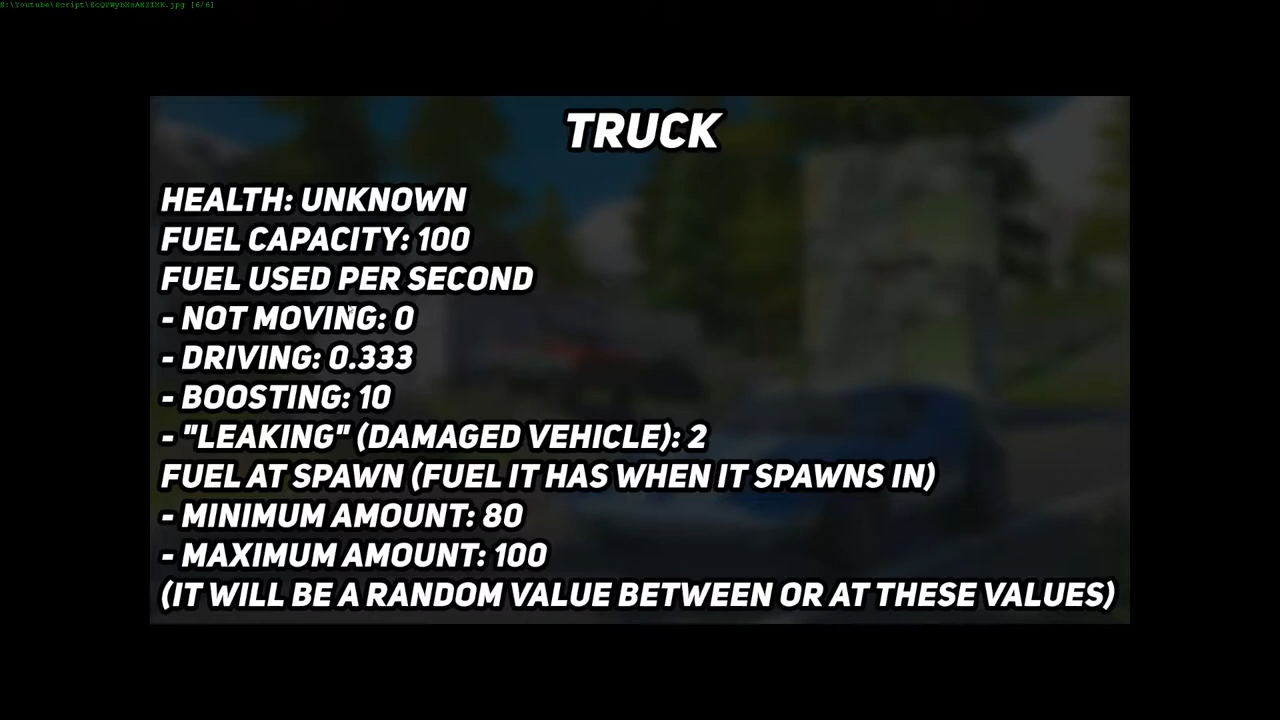 TRUCK
HEALTH: UNKNOWN
FUEL CAPACITY: 100
FUEL USED PER SECOND
- NOT MOVING: 0
- DRIVING: 0.333
- BOOSTING: 10
- "LEAKING" (DAMAGED VEHICLE): 2
FUEL AT SPAWN (FUEL IT HAS WHEN IT SPAWNS IN)
- MINIMUM AMOUNT: 80
- MAXIMUM AMOUNT: 100
(IT WILL BE A RANDOM VALUE BETWEEN OR AT THESE VALUES)